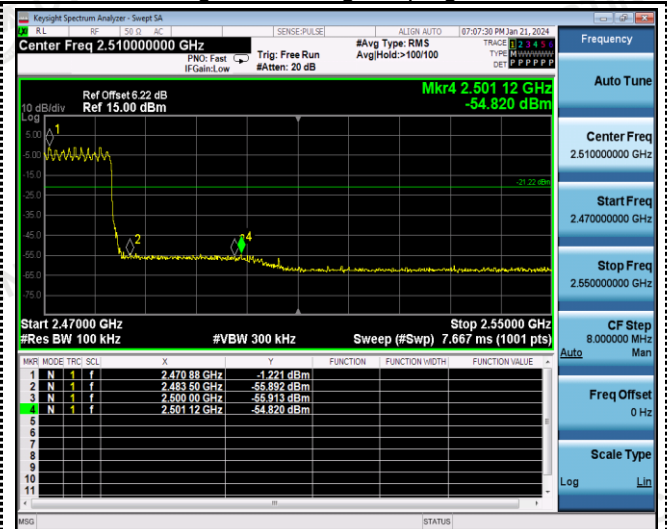 Keysight Spectrum Analyzer - Swept SA
RL RF 50 Ω AC SENSE:PULSE ALIGN AUTO 07:07:30 PM Jan 21, 2024
Center Freq 2.510000000 GHz
PNO: Fast
IFGain:Low
Trig: Free Run
#Atten: 20 dB
#Avg Type: RMS
Avg|Hold:>100/100
TRACE 1 2 3 4 5 6
TYPE M W W W W W
DET P P P P P P
Frequency
Auto Tune
Center Freq
2.510000000 GHz
Start Freq
2.470000000 GHz
Stop Freq
2.550000000 GHz
CF Step
8.000000 MHz
Auto Man
Freq Offset
0 Hz
Scale Type
Log Lin
Mkr4 2.501 12 GHz
-54.820 dBm
Ref Offset 6.22 dB
10 dB/div Ref 15.00 dBm
Log
5.00
-5.00
-15.0
-25.0
-35.0
-45.0
-55.0
-65.0
-75.0
1
2
4
-21.22 dBm
Start 2.47000 GHz Stop 2.55000 GHz
#Res BW 100 kHz #VBW 300 kHz Sweep (#Swp) 7.667 ms (1001 pts)
MKR MODE TRC SCL X Y FUNCTION FUNCTION WIDTH FUNCTION VALUE
1 N 1 f 2.470 88 GHz -1.221 dBm
2 N 1 f 2.483 50 GHz -55.892 dBm
3 N 1 f 2.500 00 GHz -55.913 dBm
4 N 1 f 2.501 12 GHz -54.820 dBm
5
6
7
8
9
10
11
MSG STATUS